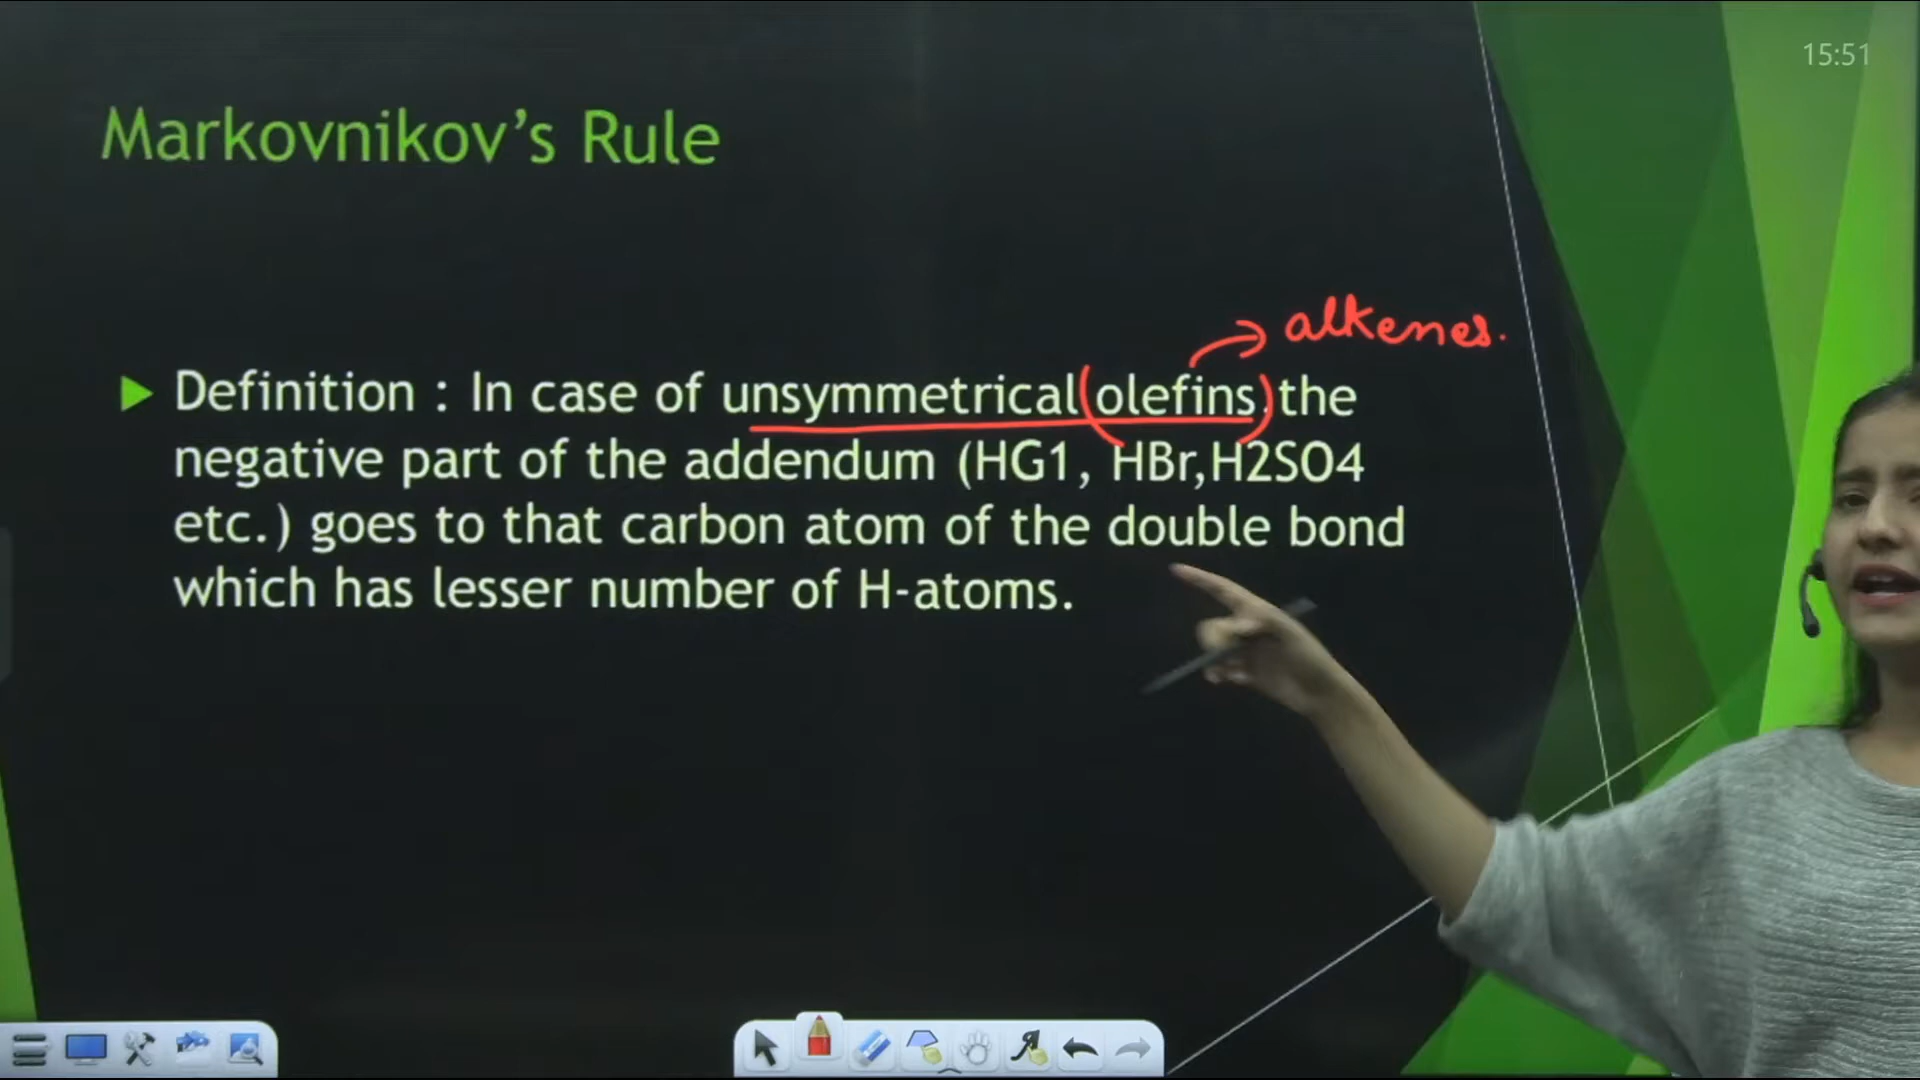 15:51
Markovnikov's Rule
alkenes.
Definition : In case of unsymmetrical (olefins) the
negative part of the addendum (HG1, HBr,H2SO4
etc.) goes to that carbon atom of the double bond
which has lesser number of H-atoms.